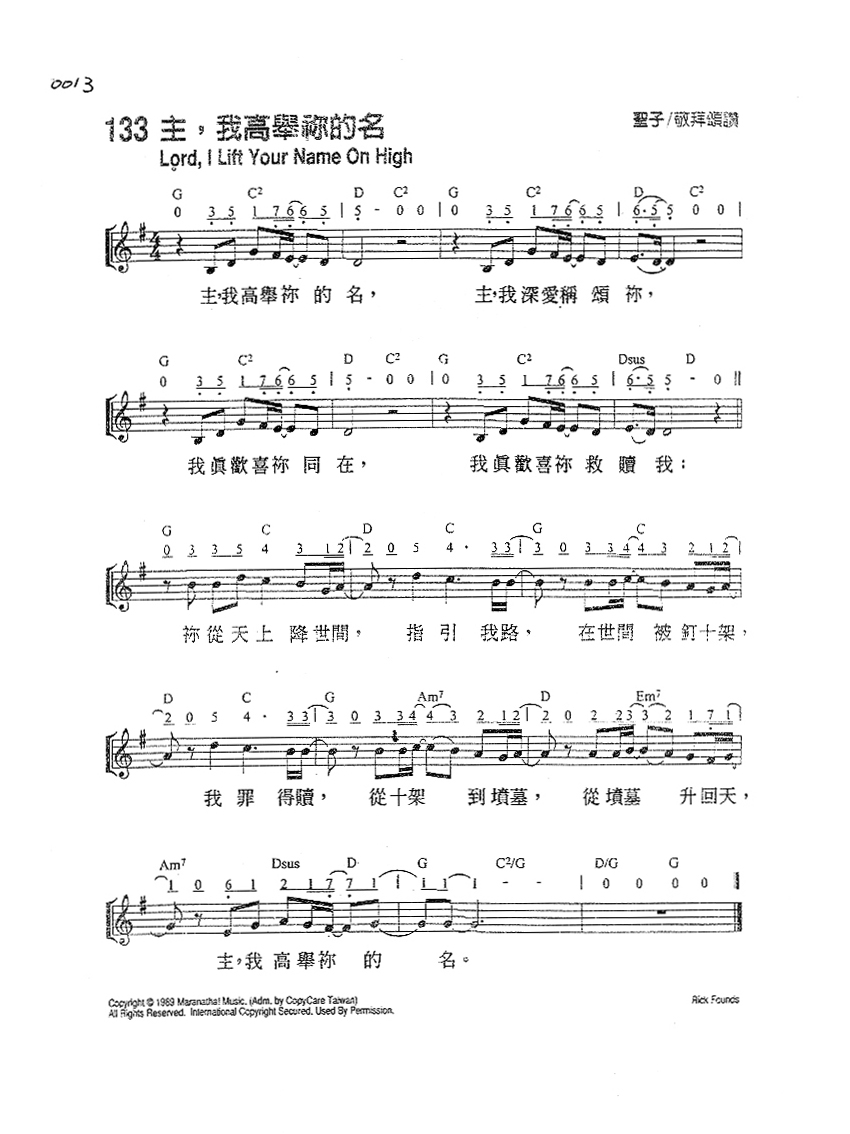 0013
133 主，我高舉祢的名
聖子/敬拜頌讚
Lord, I Lift Your Name On High
G C2 D C2 G C2 D C2
0 3 5 1 7 6 6 5 | 5 - 0 0 | 0 3 5 1 7 6 6 5 | 6·5 5 0 0 |
主，我高舉祢的名， 主，我深愛稱頌祢，
G C2 D C2 G C2 Dsus D
0 3 5 1 7 6 6 5 | 5 - 0 0 | 0 3 5 1 7 6 6 5 | 6·5 5 - 0 ||
我眞歡喜祢同在， 我眞歡喜祢救贖我：
G C D C G C
0 3 3 5 4 3 1 2 | 2 0 5 4 · 3 3 | 3 0 3 3 4 4 3 2 1 2 |
祢從天上降世間， 指引我路， 在世間被釘十架，
D C G Am7 D Em7
2 0 5 4 · 3 3 | 3 0 3 3 4 4 3 2 1 2 | 2 0 2 2 3 3 2 1 7 1 |
我罪得贖， 從十架到墳墓， 從墳墓升回天，
Am7 Dsus D G C2/G D/G G
1 0 6 1 2 1 7 7 1 | 1 1 1 - - | 0 0 0 0
主，我高舉祢的名。
Copyright © 1989 Maranatha! Music. (Adm. by CopyCare Taiwan)
Rick Founds
All Rights Reserved. International Copyright Secured. Used By Permission.